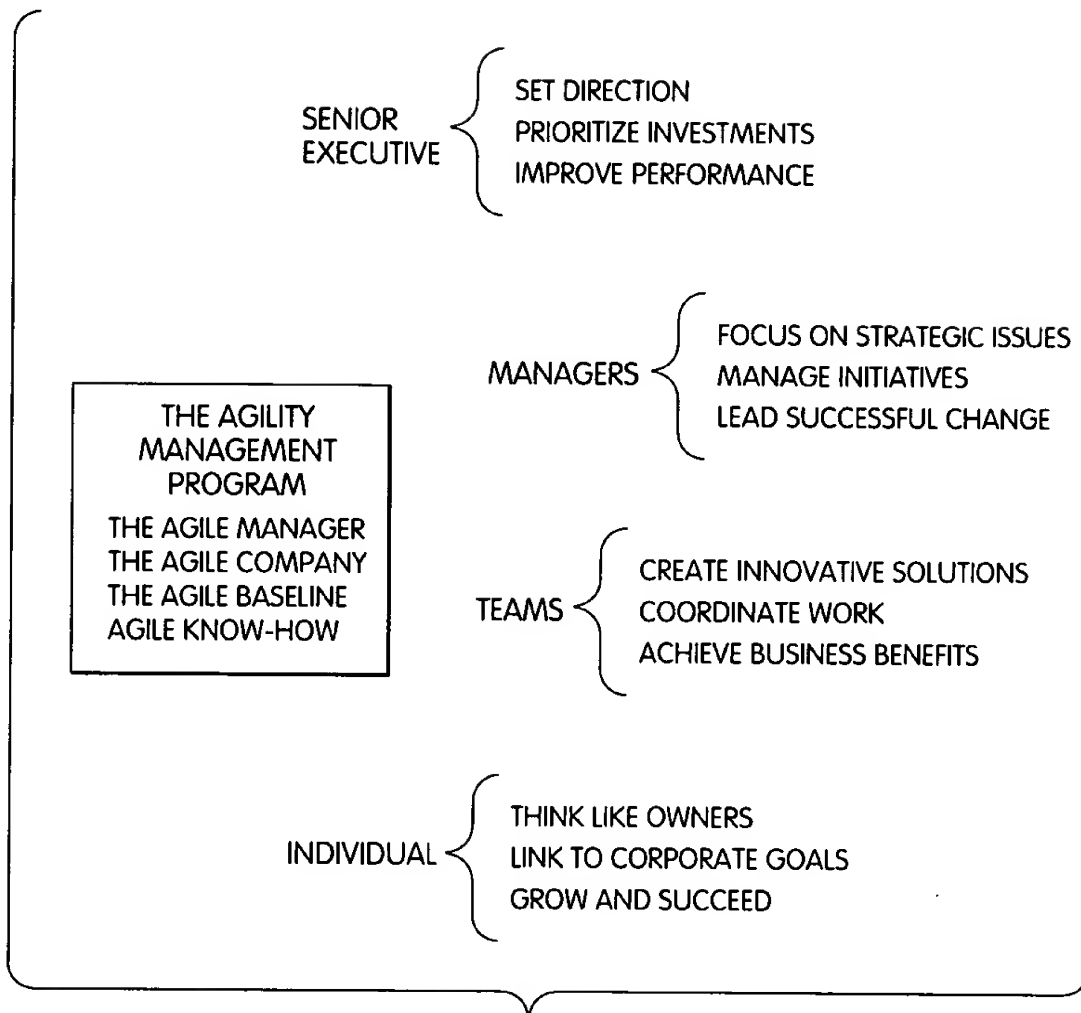 SENIOR
EXECUTIVE
SET DIRECTION
PRIORITIZE INVESTMENTS
IMPROVE PERFORMANCE
MANAGERS
FOCUS ON STRATEGIC ISSUES
MANAGE INITIATIVES
LEAD SUCCESSFUL CHANGE
THE AGILITY
MANAGEMENT
PROGRAM
THE AGILE MANAGER
THE AGILE COMPANY
THE AGILE BASELINE
AGILE KNOW-HOW
TEAMS
CREATE INNOVATIVE SOLUTIONS
COORDINATE WORK
ACHIEVE BUSINESS BENEFITS
INDIVIDUAL
THINK LIKE OWNERS
LINK TO CORPORATE GOALS
GROW AND SUCCEED